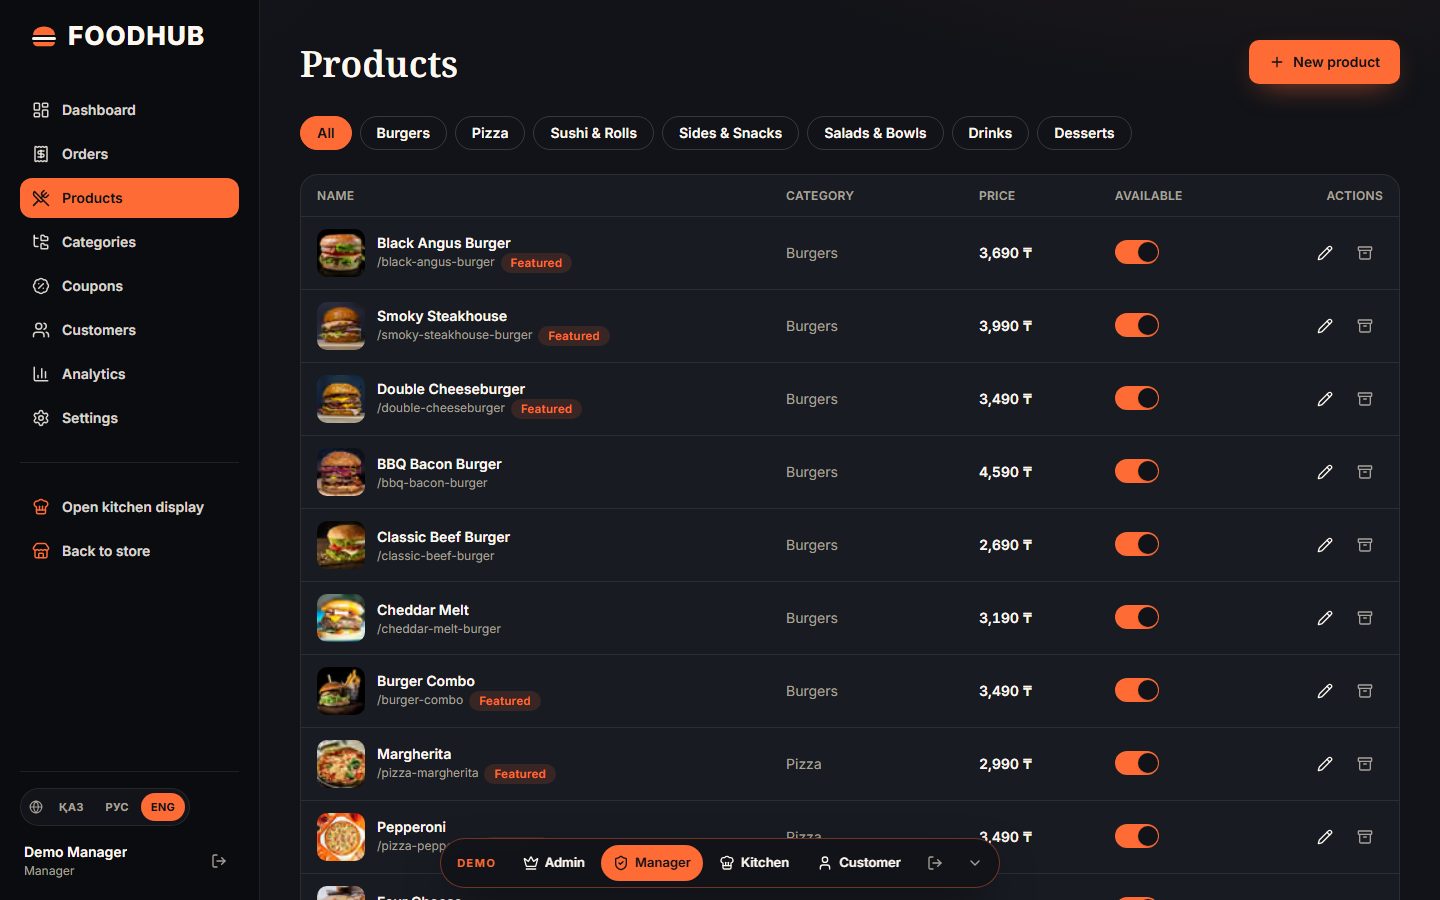 FOODHUB
Dashboard
Orders
Products
Categories
Coupons
Customers
Analytics
Settings
Open kitchen display
Back to store
ҚАЗ РУС ENG
Demo Manager
Manager
Products
+ New product
All Burgers Pizza Sushi & Rolls Sides & Snacks Salads & Bowls Drinks Desserts
NAME CATEGORY PRICE AVAILABLE ACTIONS
Black Angus Burger
/black-angus-burger Featured
Burgers 3,690 ₸
Smoky Steakhouse
/smoky-steakhouse-burger Featured
Burgers 3,990 ₸
Double Cheeseburger
/double-cheeseburger Featured
Burgers 3,490 ₸
BBQ Bacon Burger
/bbq-bacon-burger
Burgers 4,590 ₸
Classic Beef Burger
/classic-beef-burger
Burgers 2,690 ₸
Cheddar Melt
/cheddar-melt-burger
Burgers 3,190 ₸
Burger Combo
/burger-combo Featured
Burgers 3,490 ₸
Margherita
/pizza-margherita Featured
Pizza 2,990 ₸
Pepperoni
/pizza-pepp
Pizza 3,490 ₸
DEMO Admin Manager Kitchen Customer